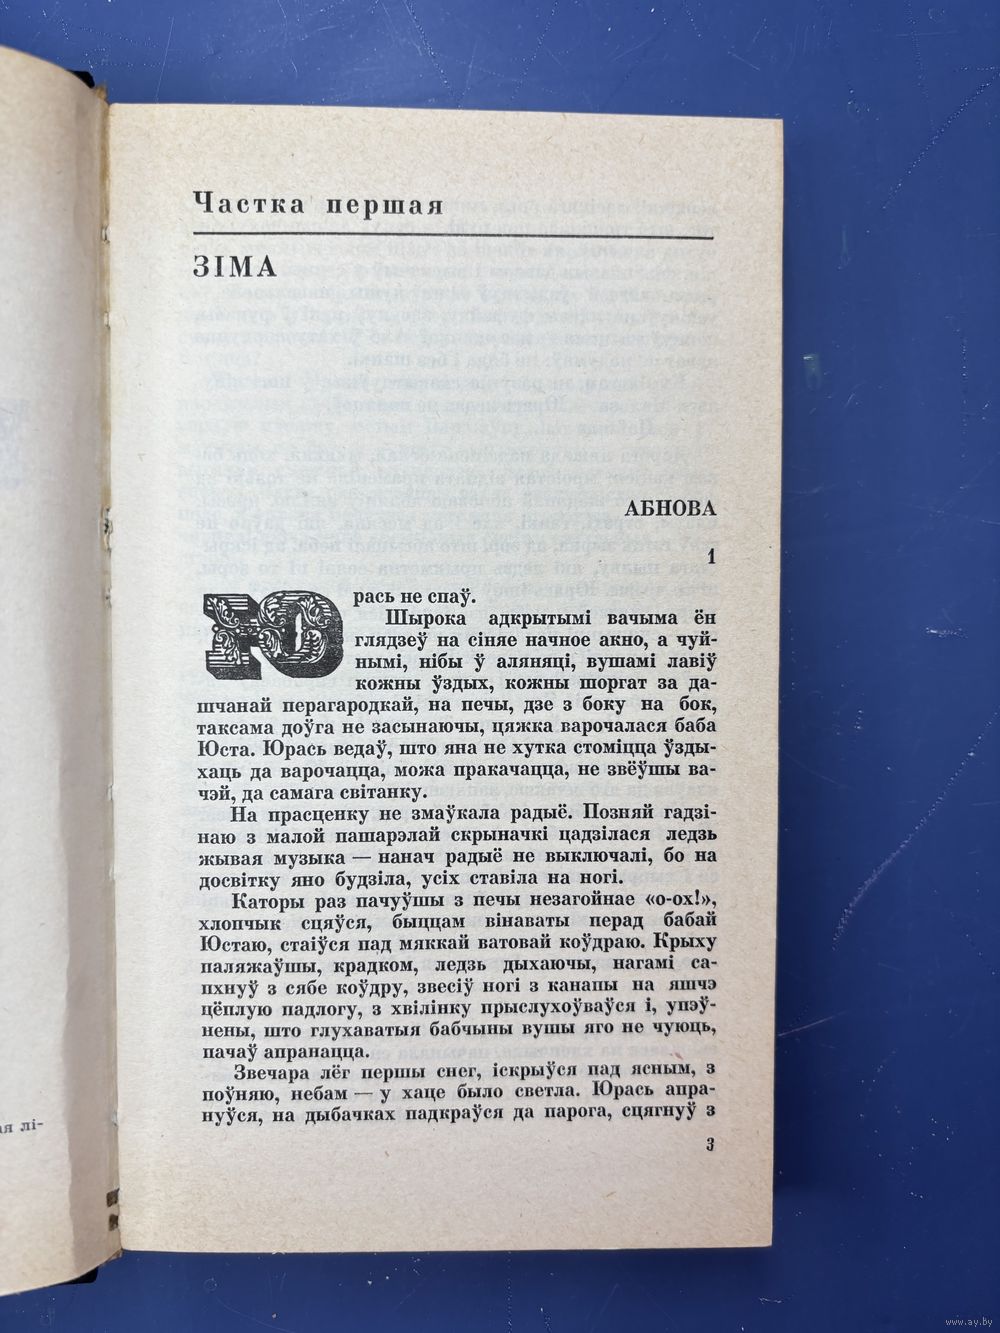 Частка першая
ЗІМА
АБНОВА
1
Юрась не спаў.
Шырока адкрытымі вачыма ён
глядзеў на сіняе начное акно, а чуй-
нымі, нібы ў аляняці, вушамі лавіў
кожны ўздых, кожны шоргат за да-
шчанай перагародкай, на печы, дзе з боку на бок,
таксама доўга не засынаючы, цяжка варочалася баба
Юста. Юрась ведаў, што яна не хутка стоміцца ўзды-
хаць да варочацца, можа пракачацца, не звёўшы ва-
чэй, да самага світанку.
На прасценку не змаўкала радыё. Позняй гадзі-
наю з малой пашарэлай скрыначкі цадзілася ледзь
жывая музыка — нанач радыё не выключалі, бо на
досвітку яно будзіла, усіх ставіла на ногі.
Каторы раз пачуўшы з печы незагойнае «о-ох!»,
хлопчык сцяўся, быццам вінаваты перад бабай
Юстаю, стаіўся пад мяккай ватовай коўдраю. Крыху
паляжаўшы, крадком, ледзь дыхаючы, нагамі са-
пхнуў з сябе коўдру, звесіў ногі з канапы на яшчэ
цёплую падлогу, з хвілінку прыслухоўваўся і, упэў-
нены, што глухаватыя бабчыны вушы яго не чуюць,
пачаў апранацца.
Звечара лёг першы снег, іскрыўся пад ясным, з
поўняю, небам — у хаце было светла. Юрась апра-
нуўся, на дыбачках падкраўся да парога, сцягнуў з
3
ая лі-
www.ay.by